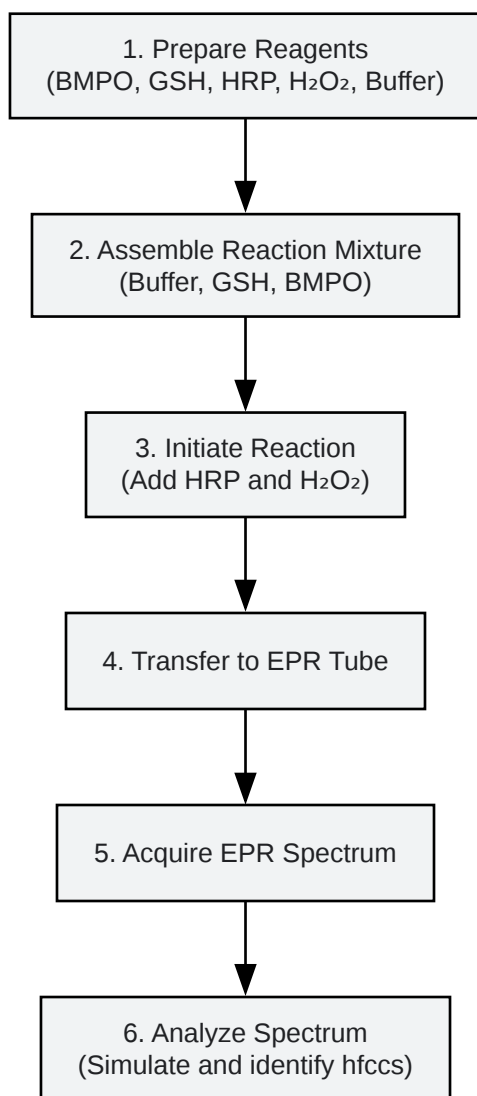 1. Prepare Reagents
(BMPO, GSH, HRP, H₂O₂, Buffer)
2. Assemble Reaction Mixture
(Buffer, GSH, BMPO)
3. Initiate Reaction
(Add HRP and H₂O₂)
4. Transfer to EPR Tube
5. Acquire EPR Spectrum
6. Analyze Spectrum
(Simulate and identify hfccs)